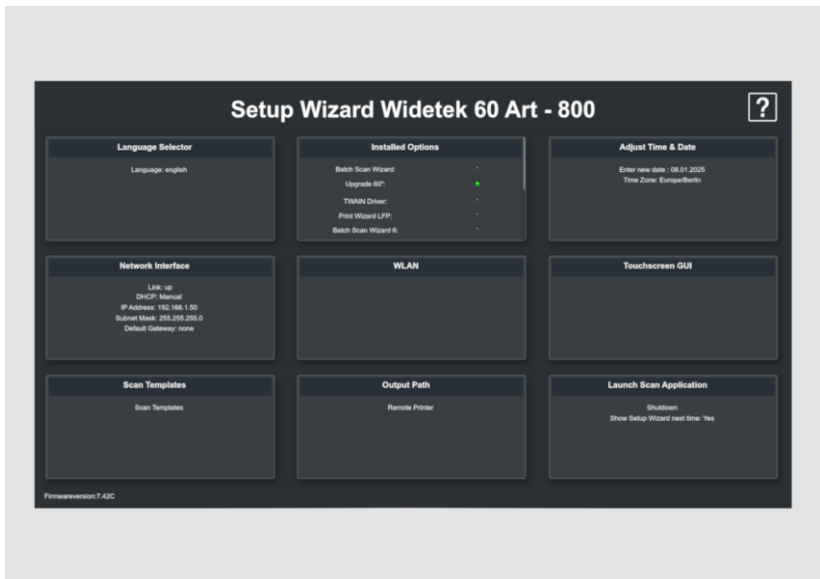 Setup Wizard Widetek 60 Art - 800
?
Language Selector
Language: english
Installed Options
Batch Scan Wizard:
Upgrade 60":
TWAIN Driver:
Print Wizard LFP:
Batch Scan Wizard 6:
Adjust Time & Date
Enter new date : 08.01.2025
Time Zone: Europe/Berlin
Network Interface
Link: up
DHCP: Manual
IP Address: 192.168.1.50
Subnet Mask: 255.255.255.0
Default Gateway: none
WLAN
Touchscreen GUI
Scan Templates
Scan Templates
Output Path
Remote Printer
Launch Scan Application
Shutdown
Show Setup Wizard next time: Yes
Firmwareversion:7.42C